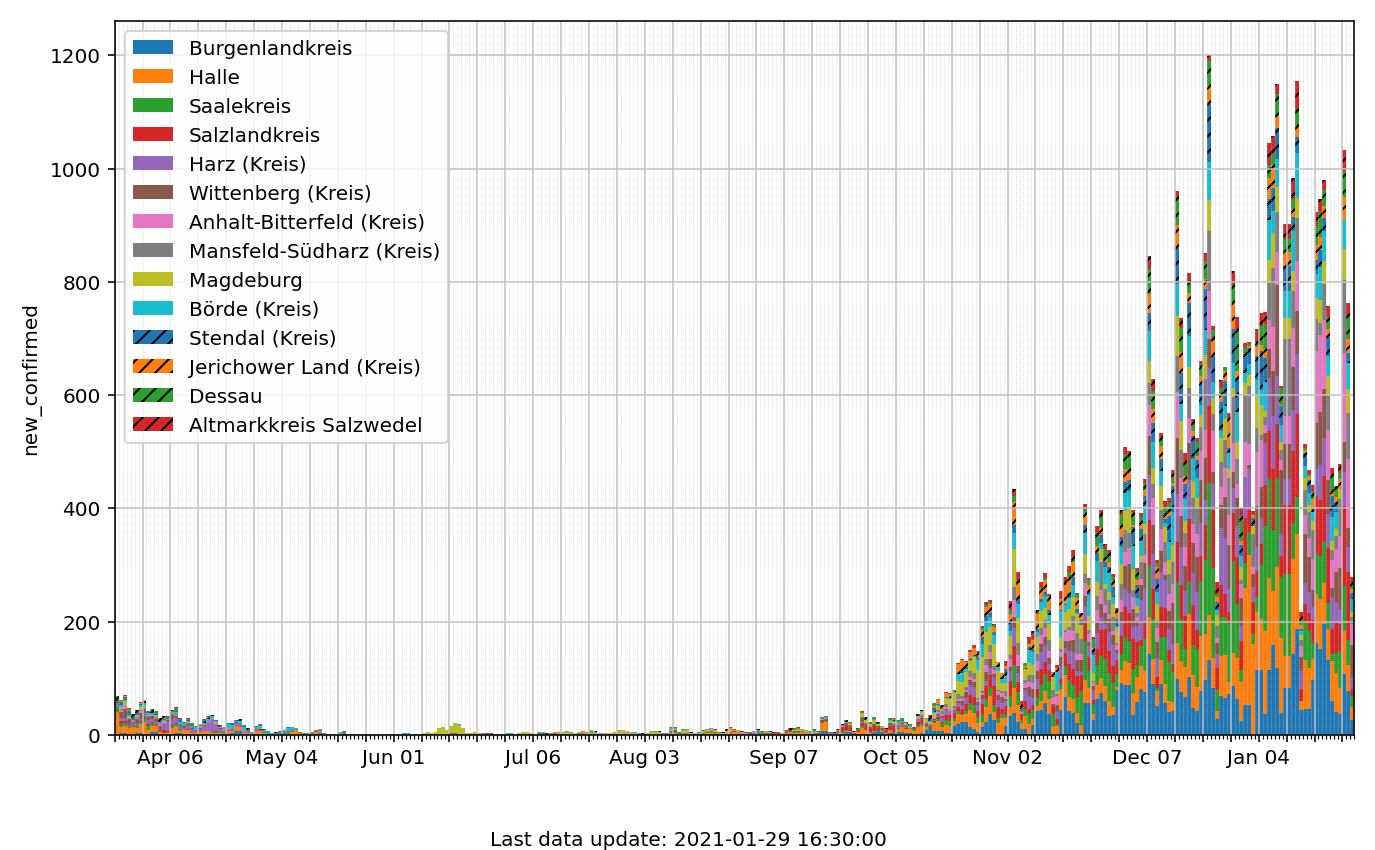 1200
1000
800
600
400
200
0
new_confirmed
Burgenlandkreis
Halle
Saalekreis
Salzlandkreis
Harz (Kreis)
Wittenberg (Kreis)
Anhalt-Bitterfeld (Kreis)
Mansfeld-Südharz (Kreis)
Magdeburg
Börde (Kreis)
Stendal (Kreis)
Jerichower Land (Kreis)
Dessau
Altmarkkreis Salzwedel
Apr 06 May 04 Jun 01 Jul 06 Aug 03 Sep 07 Oct 05 Nov 02 Dec 07 Jan 04
Last data update: 2021-01-29 16:30:00